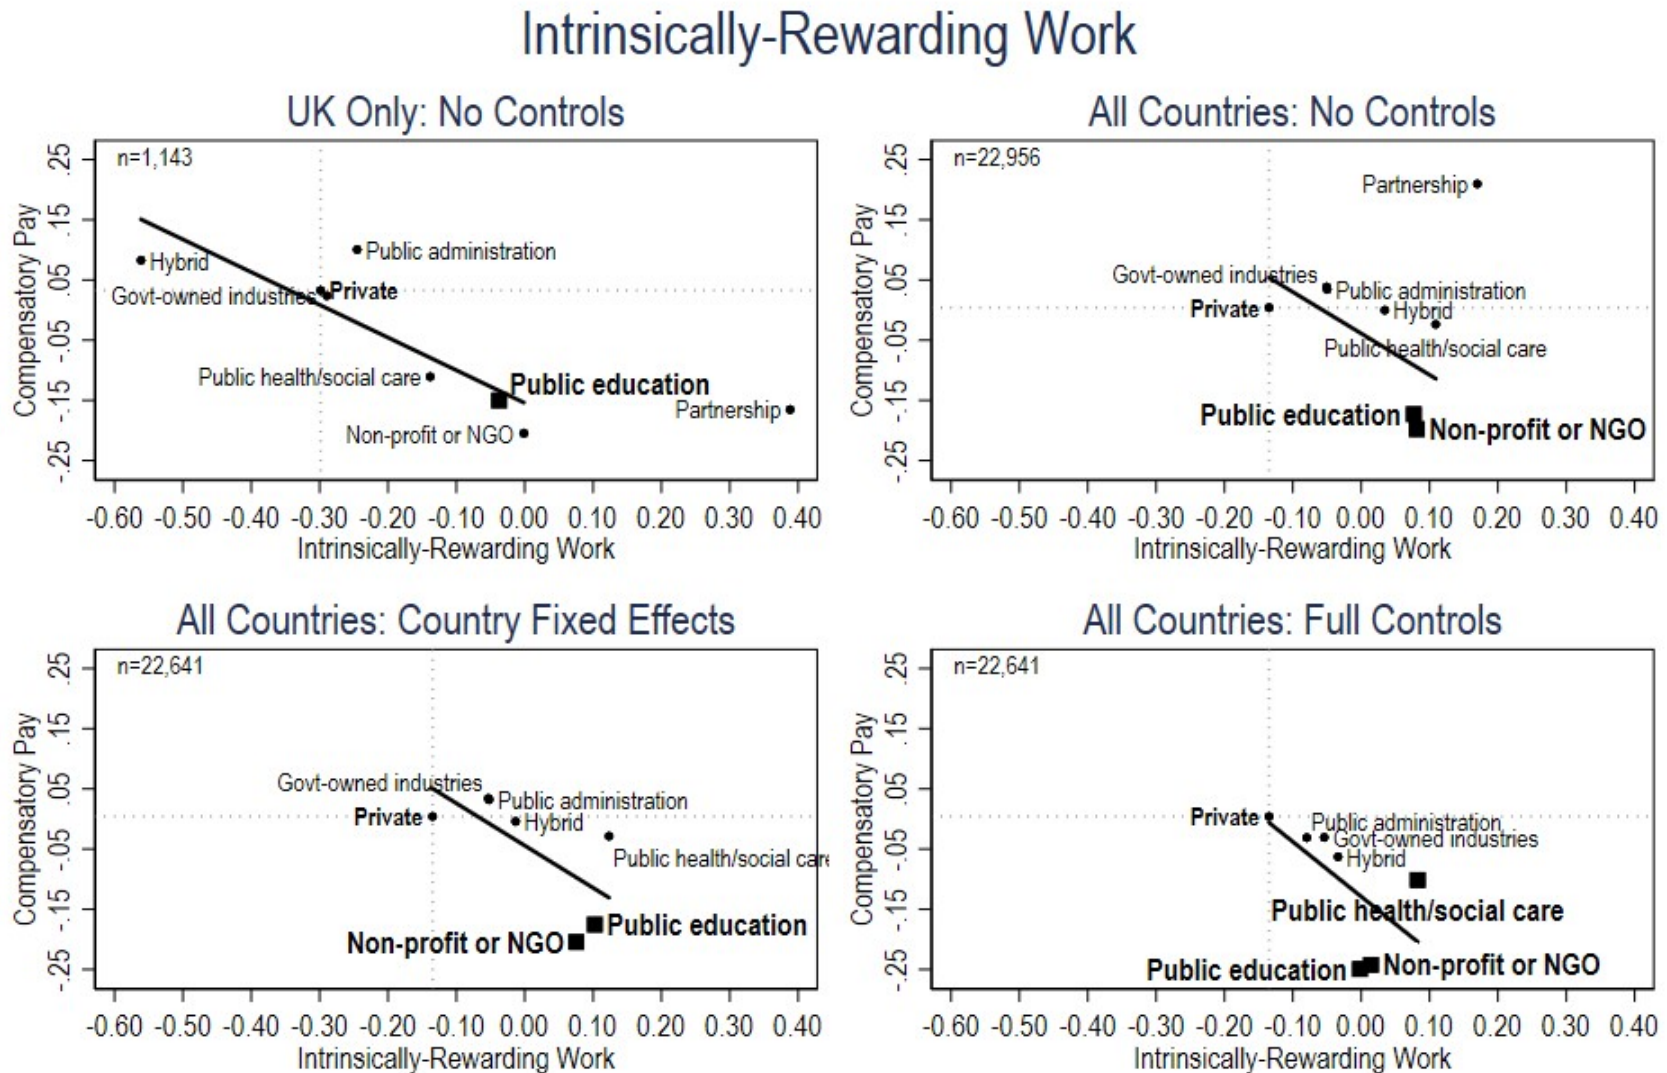 Intrinsically-Rewarding Work
UK Only: No Controls
n=1,143
Compensatory Pay
.25
.15
.05
-.05
-.15
-.25
Hybrid
Public administration
Govt-owned industries
Private
Public health/social care
Public education
Partnership
Non-profit or NGO
-0.60 -0.50 -0.40 -0.30 -0.20 -0.10 0.00 0.10 0.20 0.30 0.40
Intrinsically-Rewarding Work
All Countries: No Controls
n=22,956
Compensatory Pay
.25
.15
.05
-.05
-.15
-.25
Partnership
Govt-owned industries
Public administration
Private
Hybrid
Public health/social care
Public education
Non-profit or NGO
-0.60 -0.50 -0.40 -0.30 -0.20 -0.10 0.00 0.10 0.20 0.30 0.40
Intrinsically-Rewarding Work
All Countries: Country Fixed Effects
n=22,641
Compensatory Pay
.25
.15
.05
-.05
-.15
-.25
Govt-owned industries
Public administration
Private
Hybrid
Public health/social care
Public education
Non-profit or NGO
-0.60 -0.50 -0.40 -0.30 -0.20 -0.10 0.00 0.10 0.20 0.30 0.40
Intrinsically-Rewarding Work
All Countries: Full Controls
n=22,641
Compensatory Pay
.25
.15
.05
-.05
-.15
-.25
Private
Public administration
Govt-owned industries
Hybrid
Public health/social care
Public education
Non-profit or NGO
-0.60 -0.50 -0.40 -0.30 -0.20 -0.10 0.00 0.10 0.20 0.30 0.40
Intrinsically-Rewarding Work